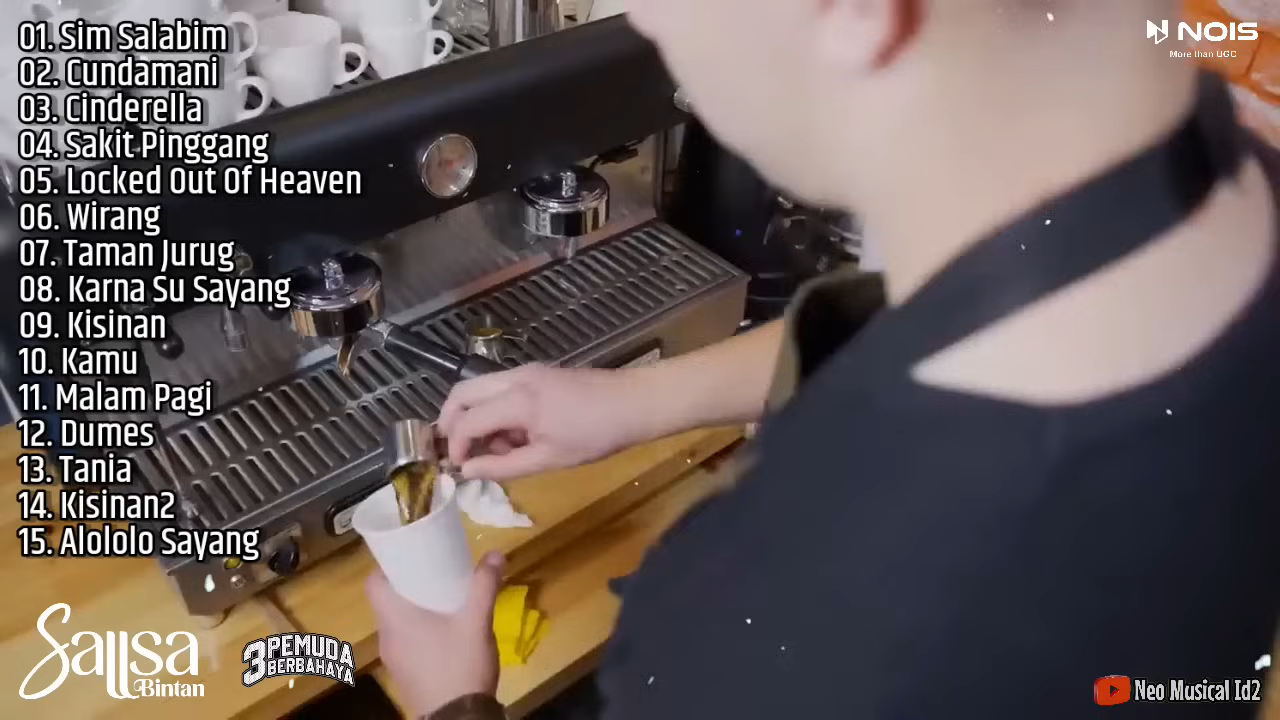 01. Sim Salabim
02. Cundamani
03. Cinderella
04. Sakit Pinggang
05. Locked Out Of Heaven
06. Wirang
07. Taman Jurug
08. Karna Su Sayang
09. Kisinan
10. Kamu
11. Malam Pagi
12. Dumes
13. Tania
14. Kisinan2
15. Alololo Sayang
NOIS
More than UGC
Sallsa
Bintan
3 PEMUDA
BERBAHAYA
Neo Musical Id2